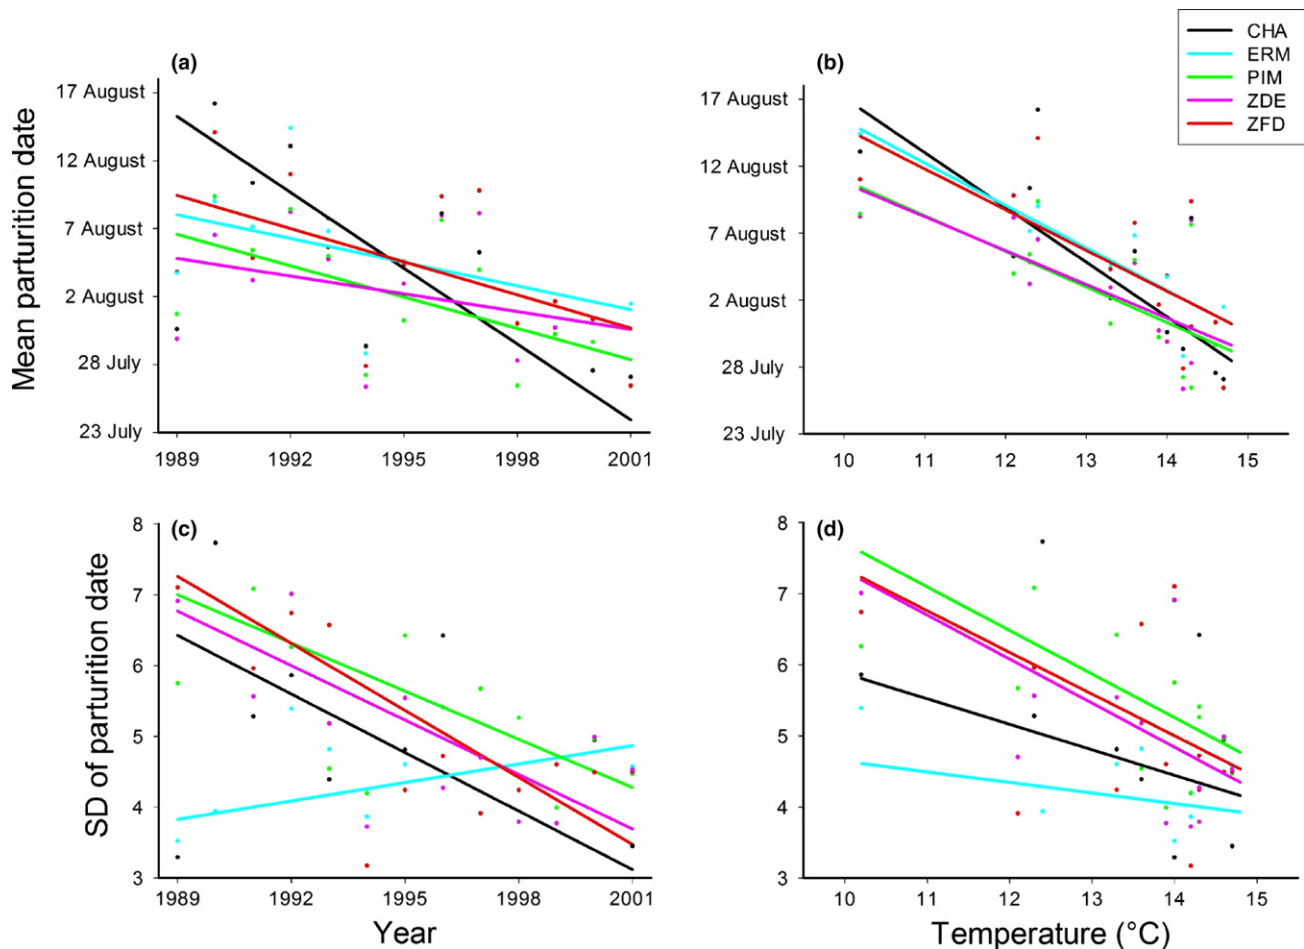 CHA
ERM
PIM
ZDE
ZFD
(a)
Mean parturition date
17 August
12 August
7 August
2 August
28 July
23 July
1989 1992 1995 1998 2001
(b)
17 August
12 August
7 August
2 August
28 July
23 July
10 11 12 13 14 15
(c)
SD of parturition date
8
7
6
5
4
3
1989 1992 1995 1998 2001
Year
(d)
8
7
6
5
4
3
10 11 12 13 14 15
Temperature (°C)